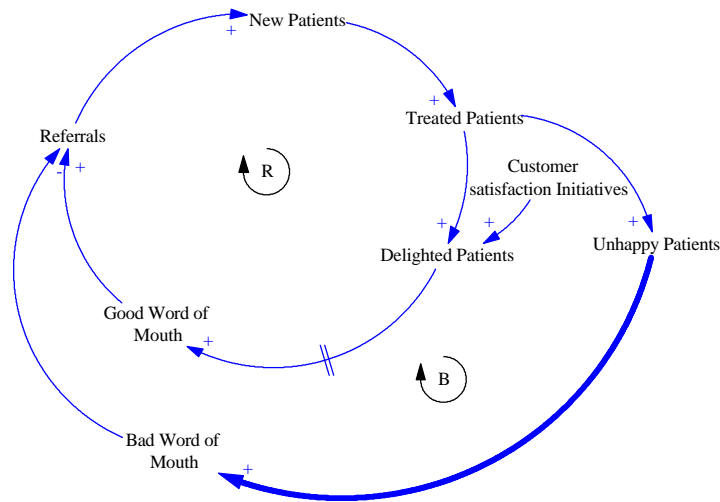 New Patients
+
+
Treated Patients
Referrals
- +
R
Customer
satisfaction Initiatives
+
+
+
Delighted Patients
Unhappy Patients
Good Word of
Mouth
+
B
Bad Word of
Mouth
+